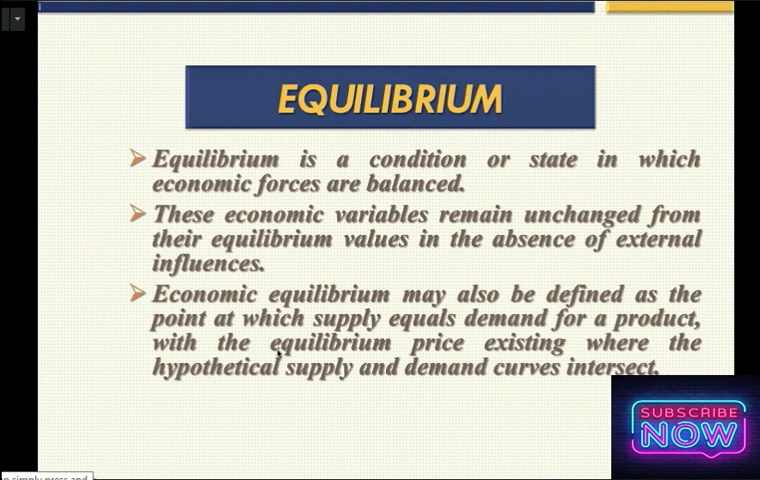 EQUILIBRIUM
Equilibrium is a condition or state in which
economic forces are balanced.
These economic variables remain unchanged from
their equilibrium values in the absence of external
influences.
Economic equilibrium may also be defined as the
point at which supply equals demand for a product,
with the equilibrium price existing where the
hypothetical supply and demand curves intersect.
SUBSCRIBE
NOW
simply press and